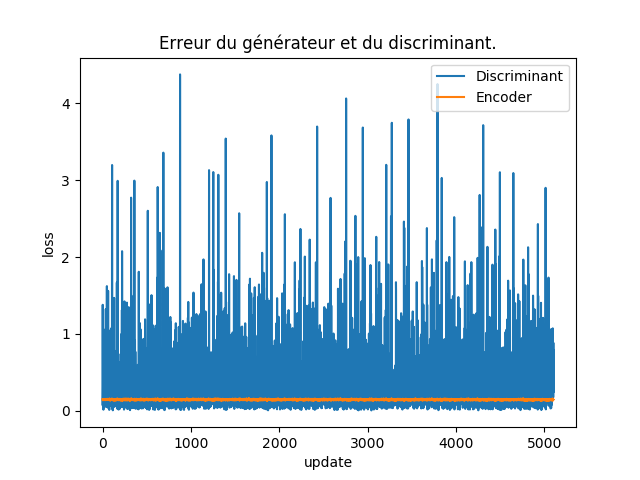 Erreur du générateur et du discriminant.
Discriminant
Encoder
loss
4
3
2
1
0
0 1000 2000 3000 4000 5000
update